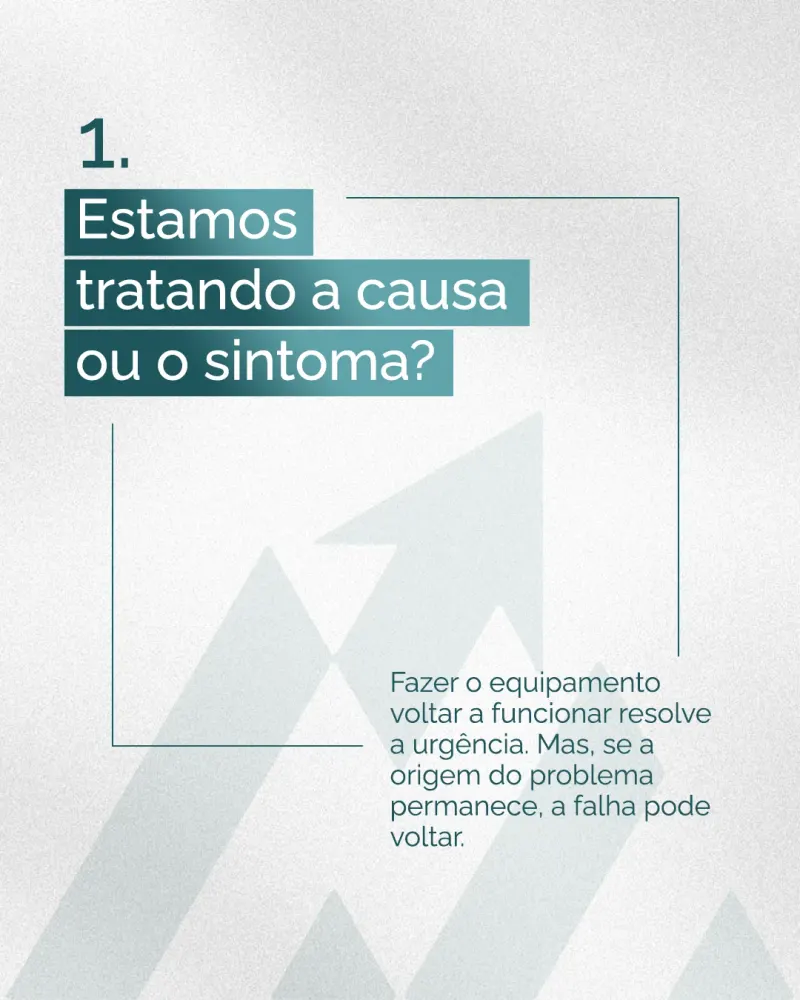 1.
Estamos
tratando a causa
ou o sintoma?
Fazer o equipamento
voltar a funcionar resolve
a urgência. Mas, se a
origem do problema
permanece, a falha pode
voltar.